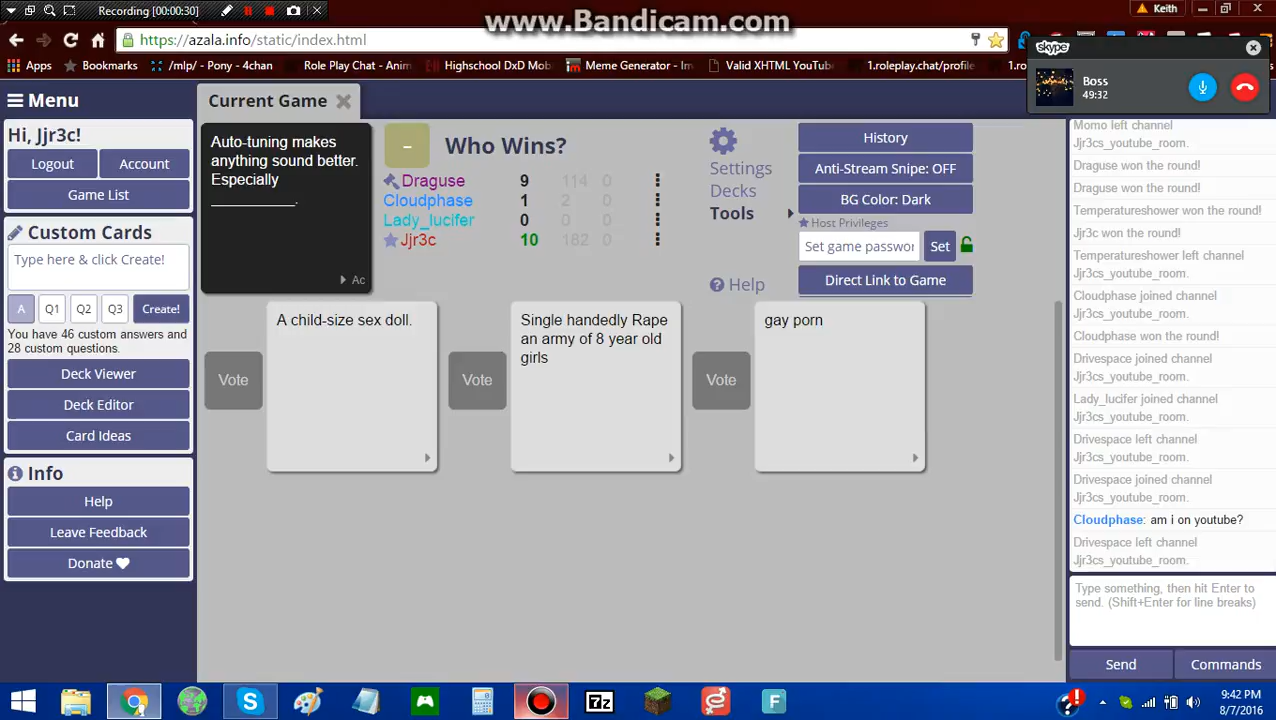 Recording [00:00:30]
www.Bandicam.com
Keith
https://azala.info/static/index.html
Apps
Bookmarks
/mlp/ - Pony - 4chan
Role Play Chat - Anim
Highschool DxD Mob
Meme Generator - In
Valid XHTML YouTub
1.roleplay.chat/profile
skype
Boss
49:32
Menu
Hi, Jjr3c!
Logout
Account
Game List
Custom Cards
Type here & click Create!
A
Q1
Q2
Q3
Create!
You have 46 custom answers and
28 custom questions.
Deck Viewer
Deck Editor
Card Ideas
Info
Help
Leave Feedback
Donate
Current Game
Auto-tuning makes
anything sound better.
Especially
__________.
Ac
–
Who Wins?
Draguse 9 114 0
Cloudphase 1 2 0
Lady_lucifer 0 0 0
Jjr3c 10 182 0
Settings
Decks
Tools
Help
History
Anti-Stream Snipe: OFF
BG Color: Dark
Host Privileges
Set game passwor
Set
Direct Link to Game
Vote
A child-size sex doll.
Vote
Single handedly Rape
an army of 8 year old
girls
Vote
gay porn
Momo left channel
Jjr3cs_youtube_room.
Draguse won the round!
Draguse won the round!
Temperatureshower won the round!
Jjr3c won the round!
Temperatureshower left channel
Jjr3cs_youtube_room.
Cloudphase joined channel
Jjr3cs_youtube_room.
Cloudphase won the round!
Drivespace joined channel
Jjr3cs_youtube_room.
Lady_lucifer joined channel
Jjr3cs_youtube_room.
Drivespace left channel
Jjr3cs_youtube_room.
Drivespace joined channel
Jjr3cs_youtube_room.
Cloudphase: am i on youtube?
Drivespace left channel
Jjr3cs_youtube_room.
Type something, then hit Enter to
send. (Shift+Enter for line breaks)
Send
Commands
9:42 PM
8/7/2016